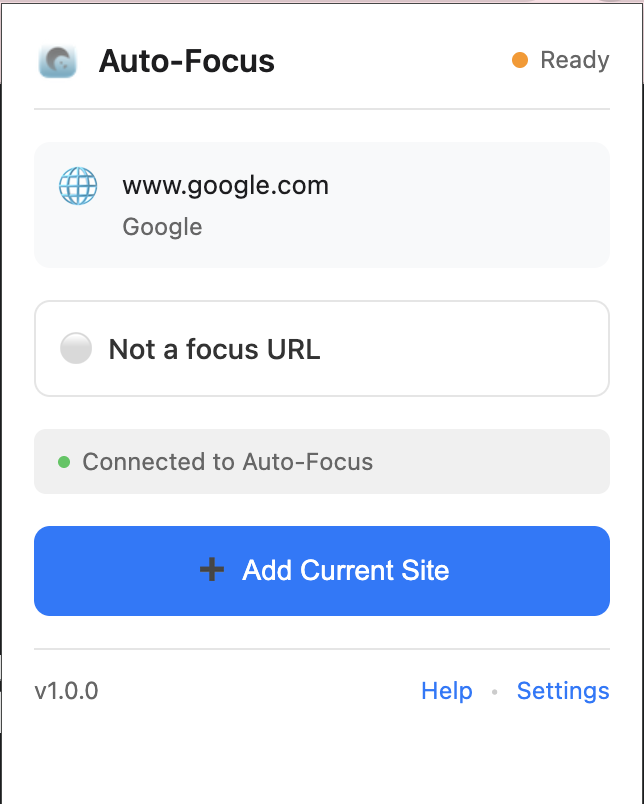 Auto-Focus
Ready
www.google.com
Google
Not a focus URL
Connected to Auto-Focus
➕ Add Current Site
v1.0.0
Help • Settings